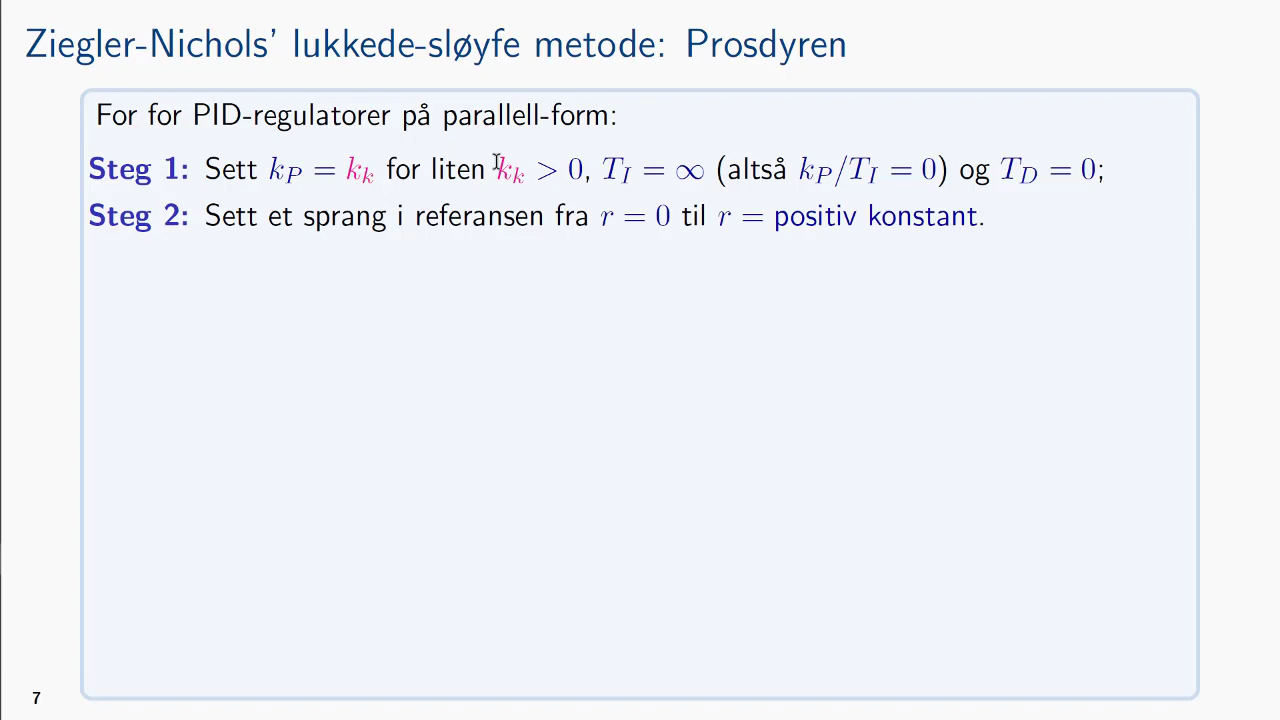 Ziegler-Nichols’ lukkede-sløyfe metode: Prosdyren
For for PID-regulatorer på parallell-form:
Steg 1: Sett k_P = k_k for liten k_k > 0, T_I = ∞ (altså k_P/T_I = 0) og T_D = 0;
Steg 2: Sett et sprang i referansen fra r = 0 til r = positiv konstant.
7